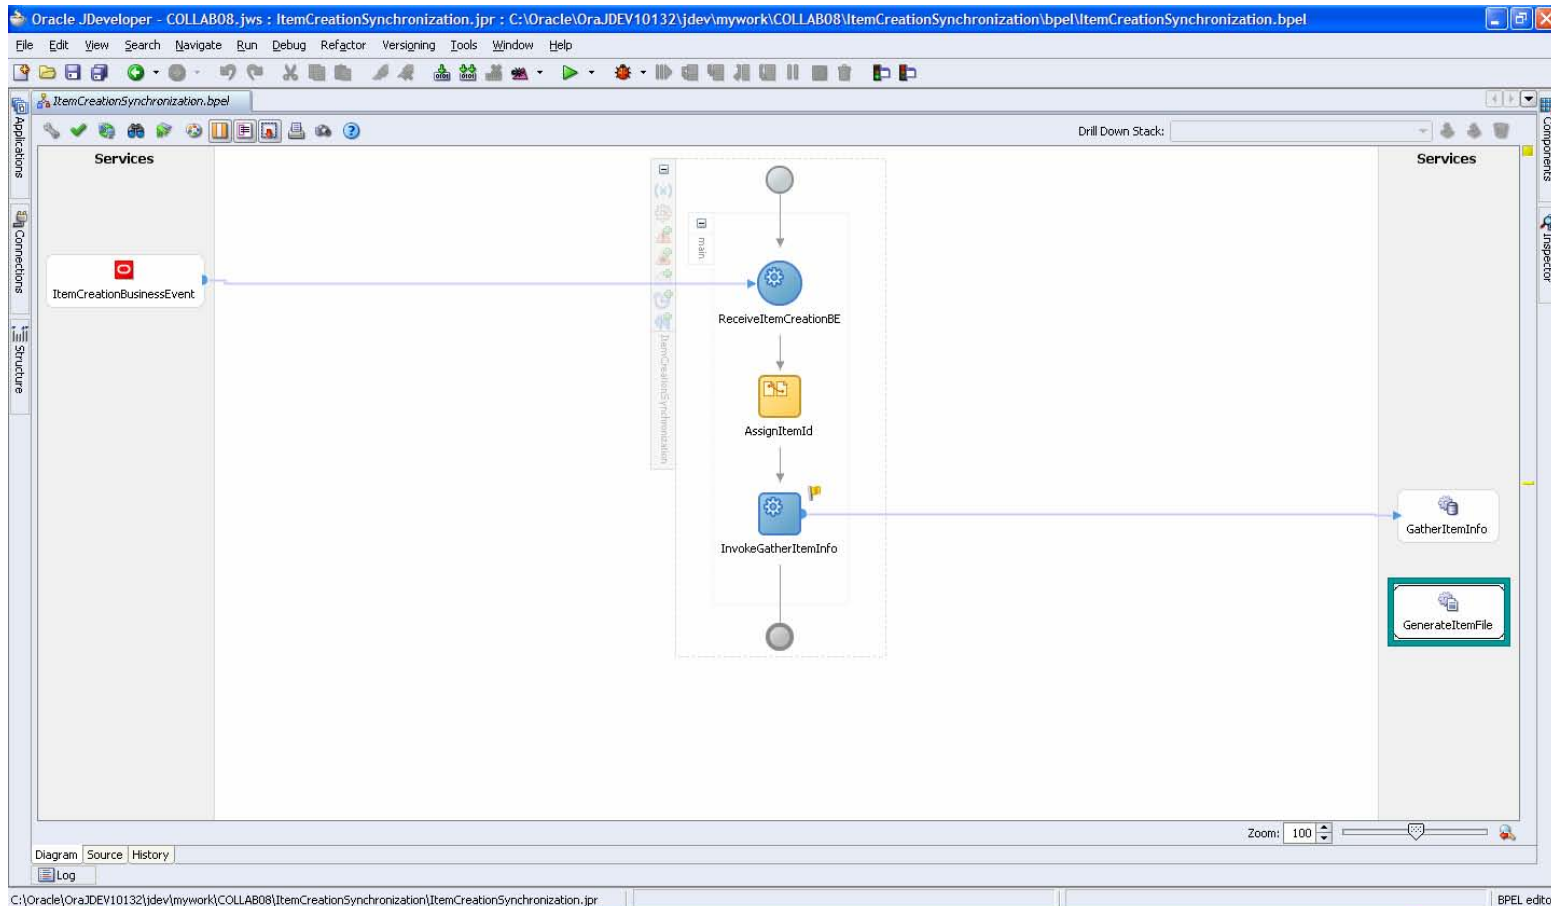 Oracle JDeveloper - COLLAB08.jws : ItemCreationSynchronization.jpr : C:\Oracle\OraJDEV10132\jdev\mywork\COLLAB08\ItemCreationSynchronization\bpel\ItemCreationSynchronization.bpel
File Edit View Search Navigate Run Debug Refactor Versigning Tools Window Help
ItemCreationSynchronization.bpel
Drill Down Stack:
Applications
Connections
Structure
Components
Inspector
Services
Services
main
ItemCreationBusinessEvent
ReceiveItemCreationBE
ItemCreationSynchronization
AssignItemId
InvokeGatherItemInfo
GatherItemInfo
GenerateItemFile
Zoom: 100
Diagram Source History
Log
C:\Oracle\OraJDEV10132\jdev\mywork\COLLAB08\ItemCreationSynchronization\ItemCreationSynchronization.jpr
BPEL edito